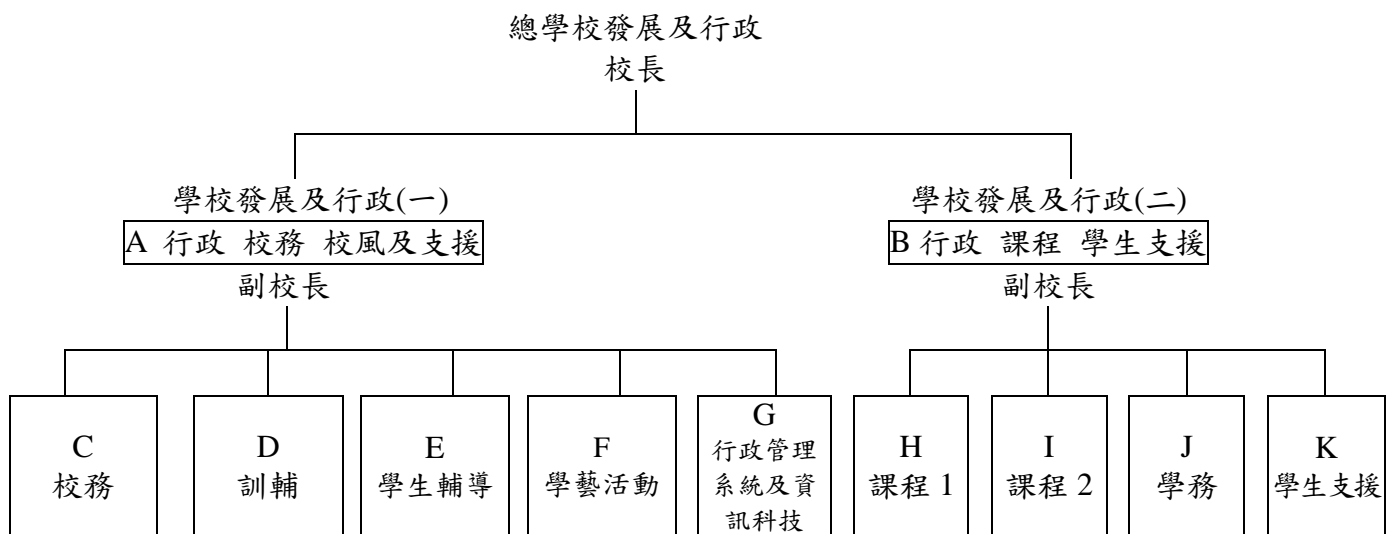 總學校發展及行政
校長
學校發展及行政(一)
A 行政 校務 校風及支援
副校長
學校發展及行政(二)
B 行政 課程 學生支援
副校長
C
校務
D
訓輔
E
學生輔導
F
學藝活動
G
行政管理
系統及資
訊科技
H
課程 1
I
課程 2
J
學務
K
學生支援